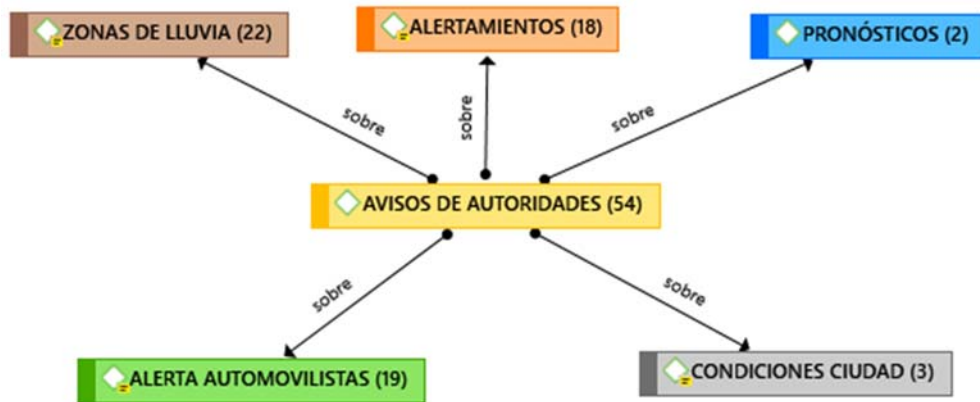 ZONAS DE LLUVIA (22)
ALERTAMIENTOS (18)
PRONÓSTICOS (2)
sobre
sobre
sobre
AVISOS DE AUTORIDADES (54)
sobre
sobre
ALERTA AUTOMOVILISTAS (19)
CONDICIONES CIUDAD (3)